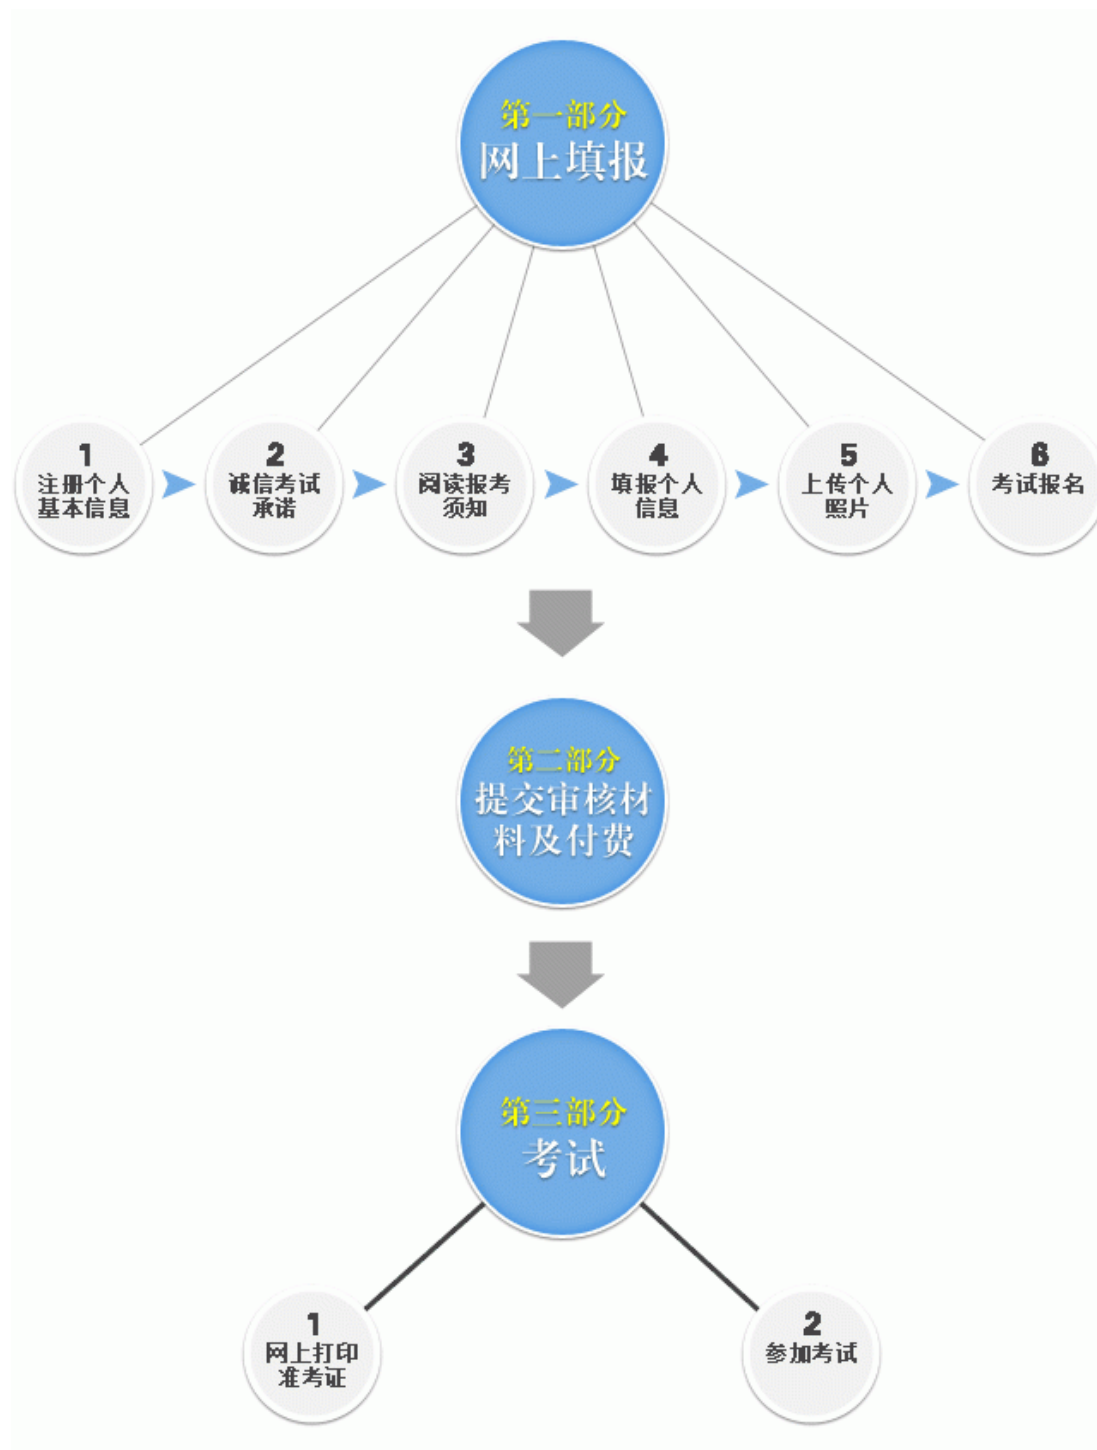 第一部分
网上填报
1
注册个人
基本信息
2
诚信考试
承诺
3
阅读报考
须知
4
填报个人
信息
5
上传个人
照片
6
考试报名
第二部分
提交审核材
料及付费
第三部分
考试
1
网上打印
准考证
2
参加考试